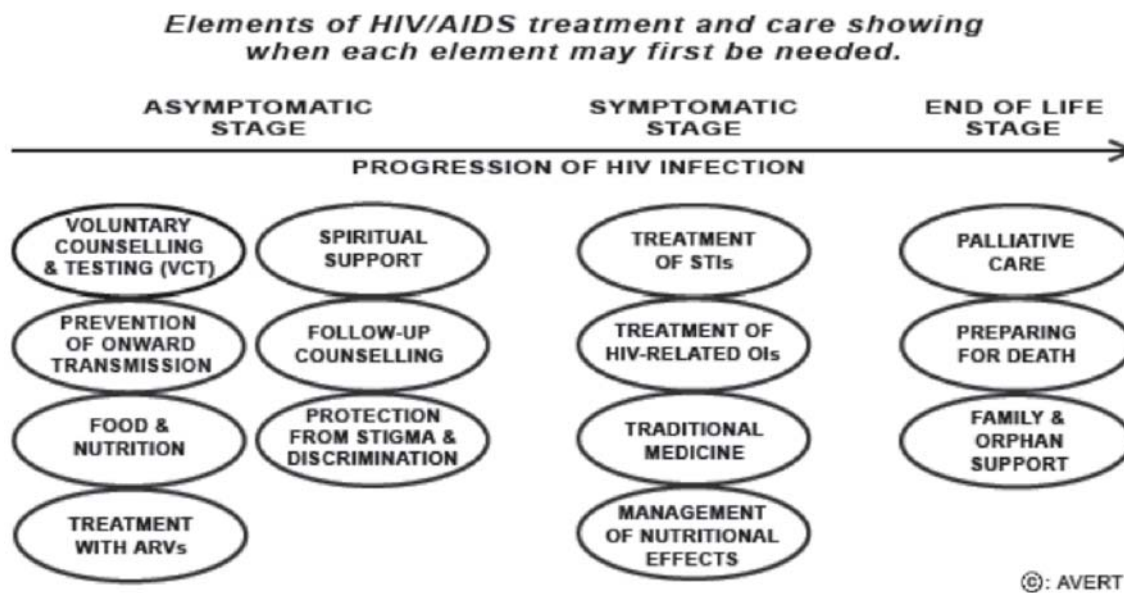 Elements of HIV/AIDS treatment and care showing
when each element may first be needed.
ASYMPTOMATIC
STAGE
SYMPTOMATIC
STAGE
END OF LIFE
STAGE
PROGRESSION OF HIV INFECTION
VOLUNTARY
COUNSELLING
& TESTING (VCT)
PREVENTION
OF ONWARD
TRANSMISSION
FOOD &
NUTRITION
TREATMENT
WITH ARVs
SPIRITUAL
SUPPORT
FOLLOW-UP
COUNSELLING
PROTECTION
FROM STIGMA &
DISCRIMINATION
TREATMENT
OF STIs
TREATMENT OF
HIV-RELATED OIs
TRADITIONAL
MEDICINE
MANAGEMENT
OF NUTRITIONAL
EFFECTS
PALLIATIVE
CARE
PREPARING
FOR DEATH
FAMILY &
ORPHAN
SUPPORT
©: AVERT